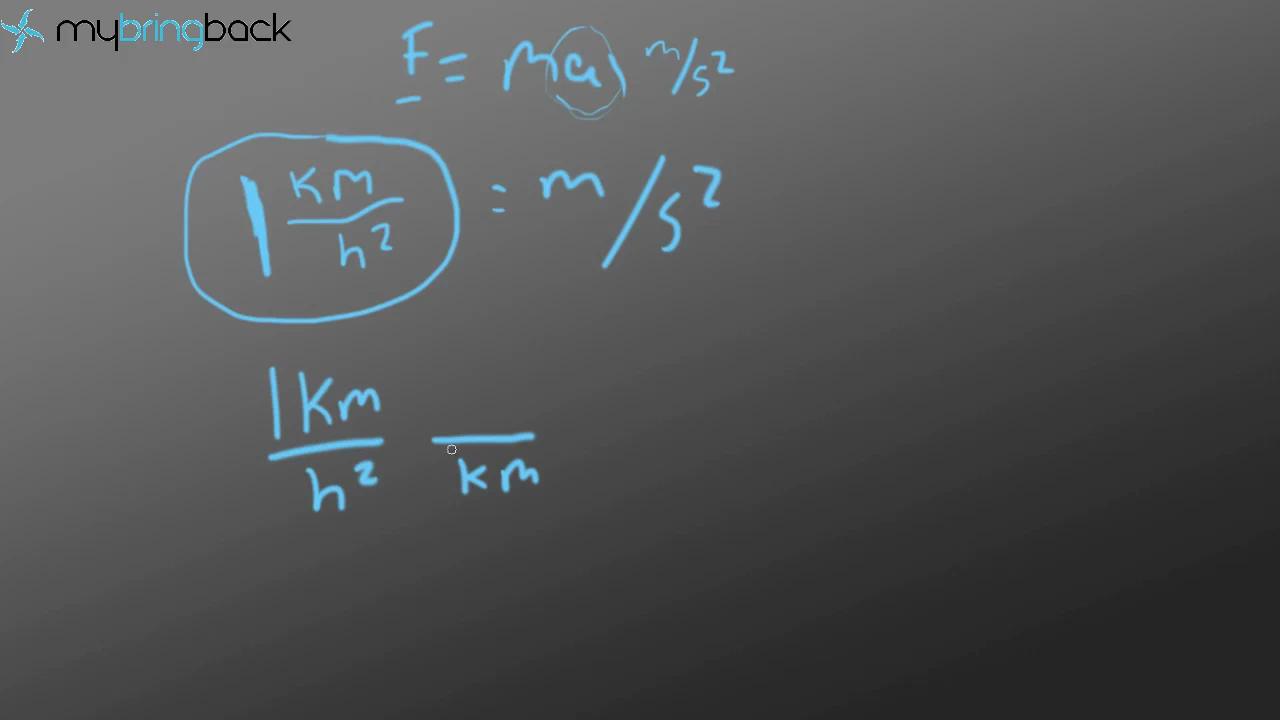 mybringback
F = ma m/s²
1 km/h² = m/s²
1 km/h² /km